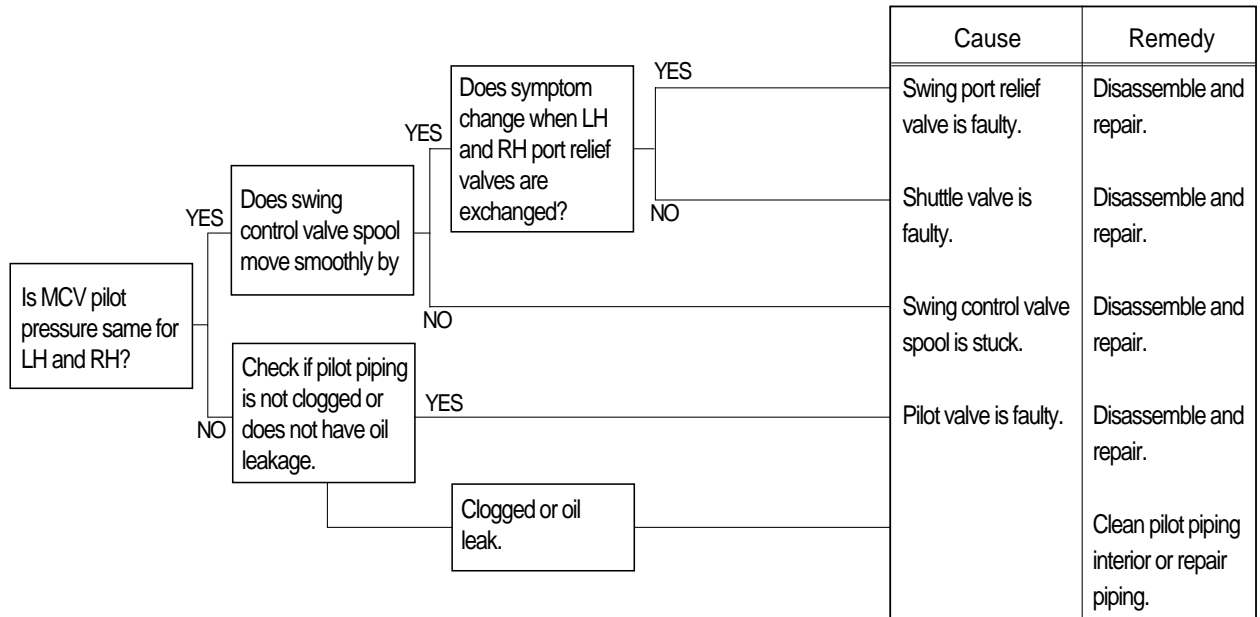 Cause
Remedy
YES
Does symptom
change when LH
and RH port relief
valves are
exchanged?
Swing port relief
valve is faulty.
Disassemble and
repair.
YES
NO
Shuttle valve is
faulty.
Disassemble and
repair.
YES
Does swing
control valve spool
move smoothly by
NO
Swing control valve
spool is stuck.
Disassemble and
repair.
Is MCV pilot
pressure same for
LH and RH?
NO
Check if pilot piping
is not clogged or
does not have oil
leakage.
YES
Pilot valve is faulty.
Disassemble and
repair.
Clogged or oil
leak.
Clean pilot piping
interior or repair
piping.